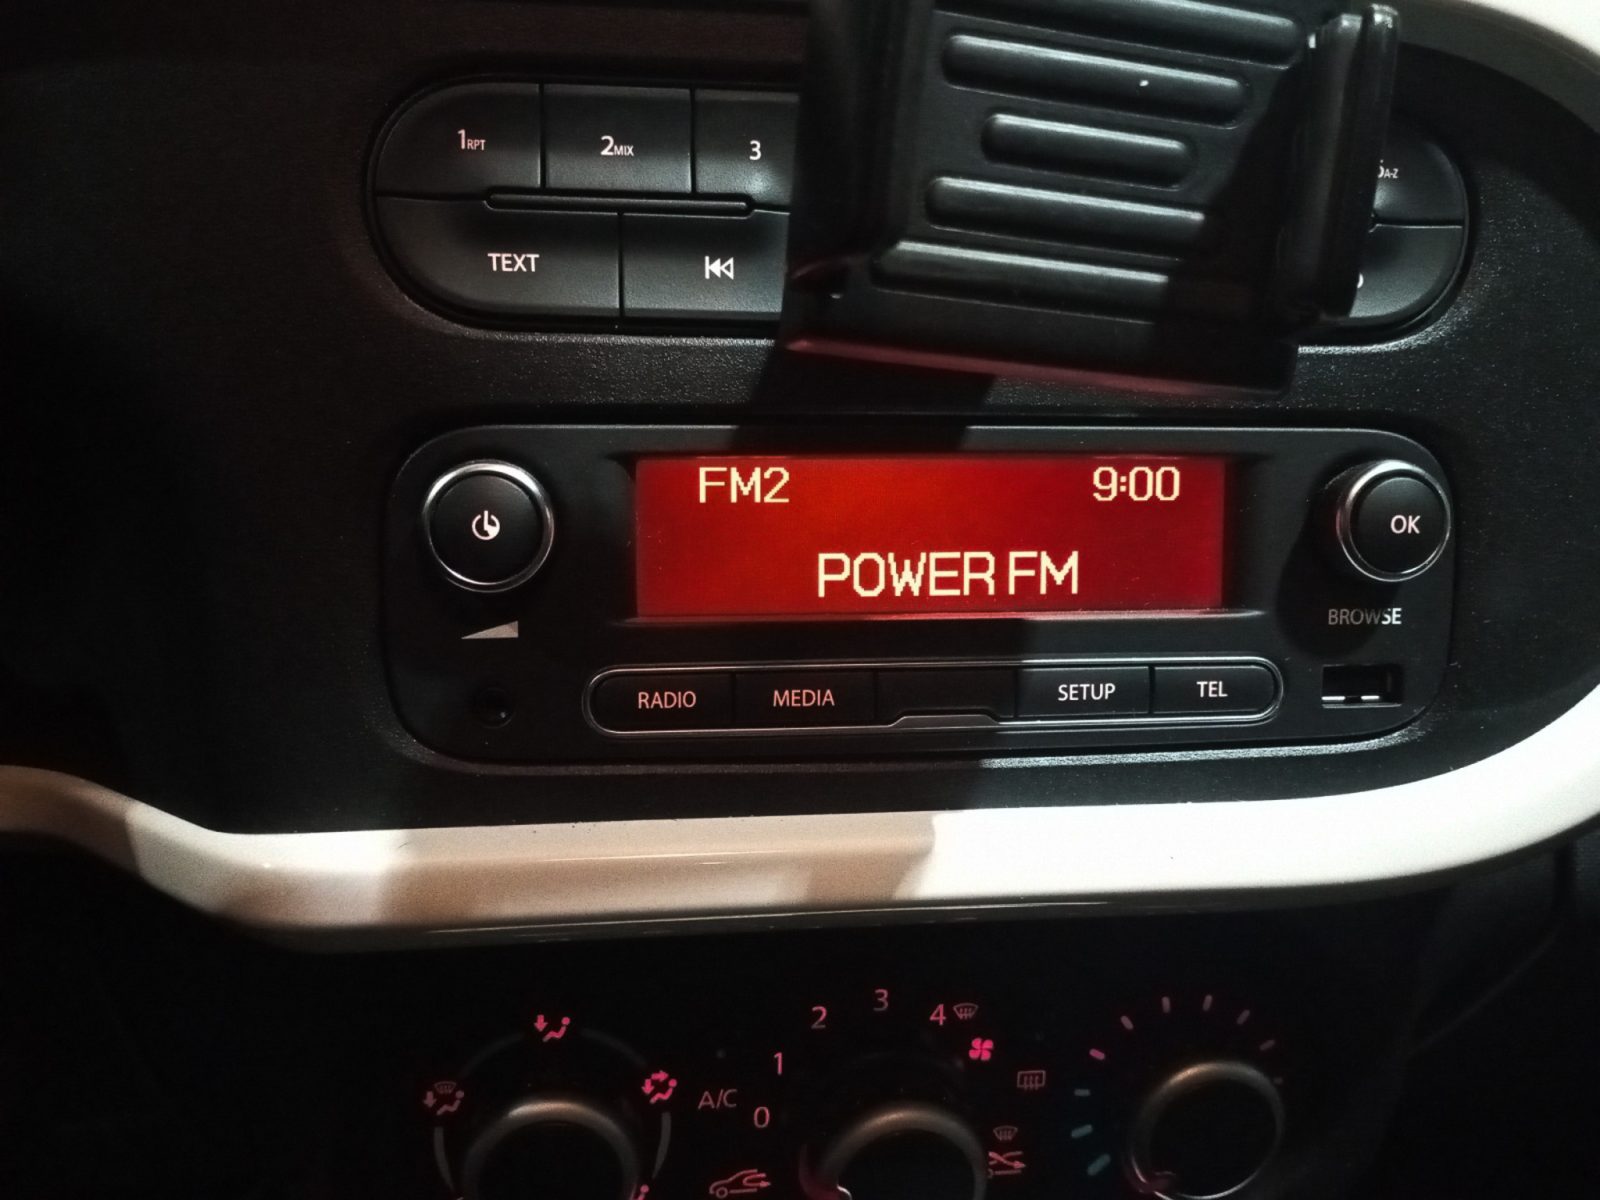 1RPT 2MIX 3
TEXT
FM2 9:00
POWER FM
OK
BROWSE
RADIO MEDIA SETUP TEL
0 1 2 3 4
A/C